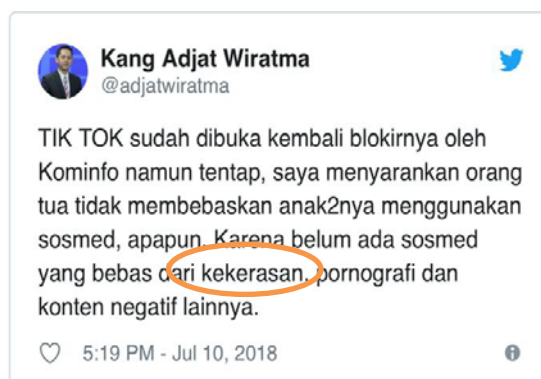 Kang Adjat Wiratma
@adjatwiratma
TIK TOK sudah dibuka kembali blokirnya oleh
Kominfo namun tentap, saya menyarankan orang
tua tidak membebaskan anak2nya menggunakan
sosmed, apapun. Karena belum ada sosmed
yang bebas dari kekerasan. pornografi dan
konten negatif lainnya.
5:19 PM - Jul 10, 2018